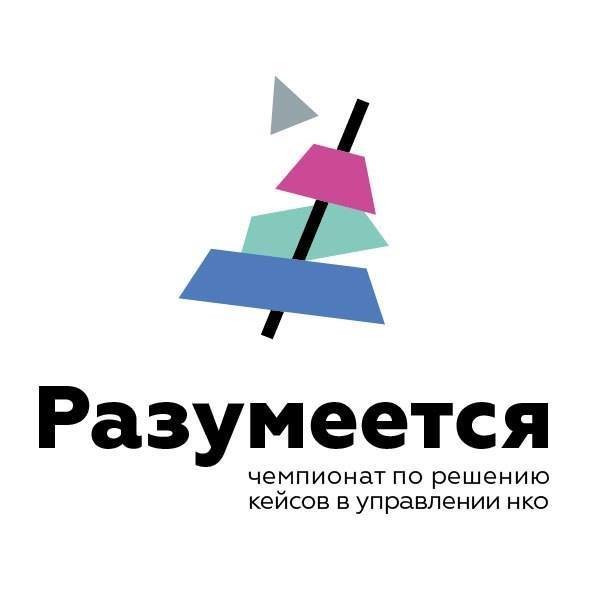 Разумеется
чемпионат по решению
кейсов в управлении нко